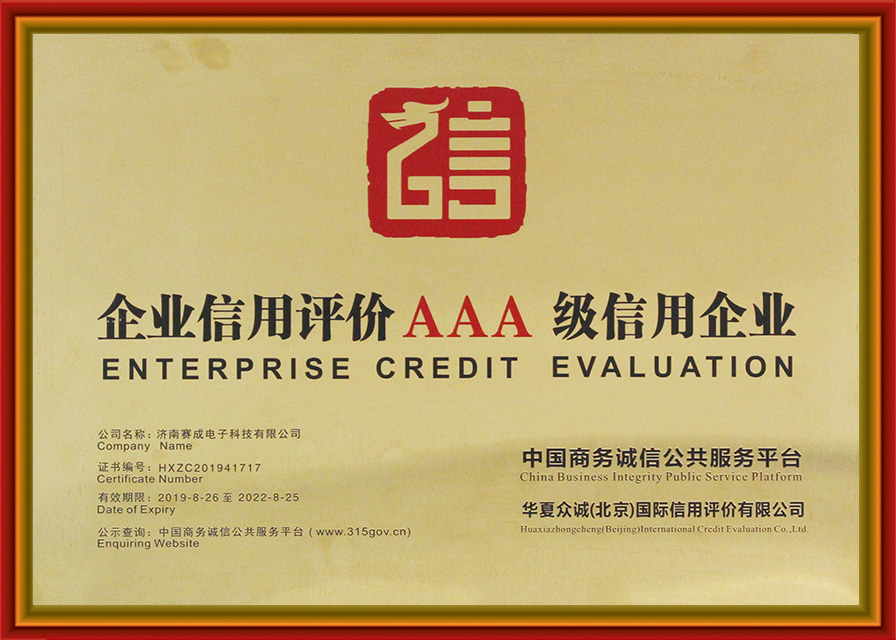 信
企业信用评价AAA 级信用企业
ENTERPRISE CREDIT EVALUATION
公司名称：济南赛成电子科技有限公司
Company Name
证书编号：HXZC201941717
Certificate Number
有效期限：2019-8-26 至 2022-8-25
Date of Expiry
公示查询：中国商务诚信公共服务平台 ( www.315gov.cn)
Enquiring Website
中国商务诚信公共服务平台
China Business Integrity Public Service Platform
华夏众诚(北京)国际信用评价有限公司
Huaxiazhongcheng(Beijing)International Credit Evaluation Co.,Ltd.